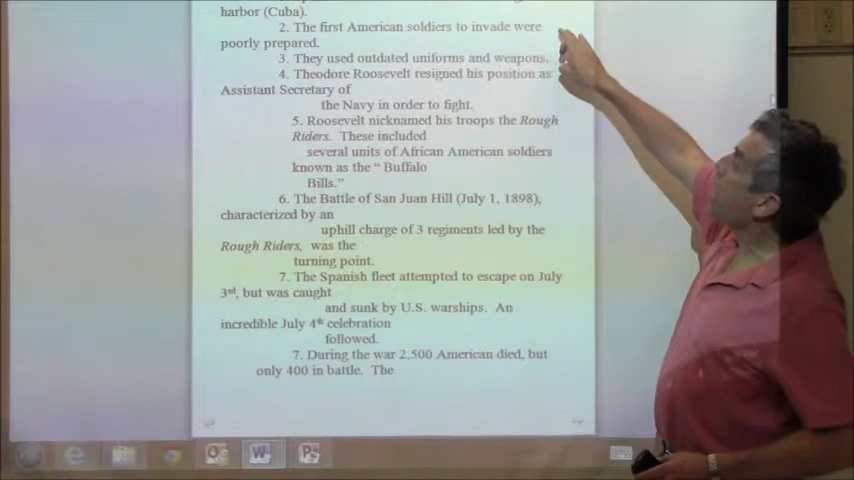 harbor (Cuba).
2. The first American soldiers to invade were
poorly prepared.
3. They used outdated uniforms and weapons.
4. Theodore Roosevelt resigned his position as
Assistant Secretary of
the Navy in order to fight.
5. Roosevelt nicknamed his troops the Rough
Riders. These included
several units of African American soldiers
known as the “ Buffalo
Bills.”
6. The Battle of San Juan Hill (July 1, 1898),
characterized by an
uphill charge of 3 regiments led by the
Rough Riders, was the
turning point.
7. The Spanish fleet attempted to escape on July
3rd, but was caught
and sunk by U.S. warships. An
incredible July 4th celebration
followed.
7. During the war 2,500 American died, but
only 400 in battle. The